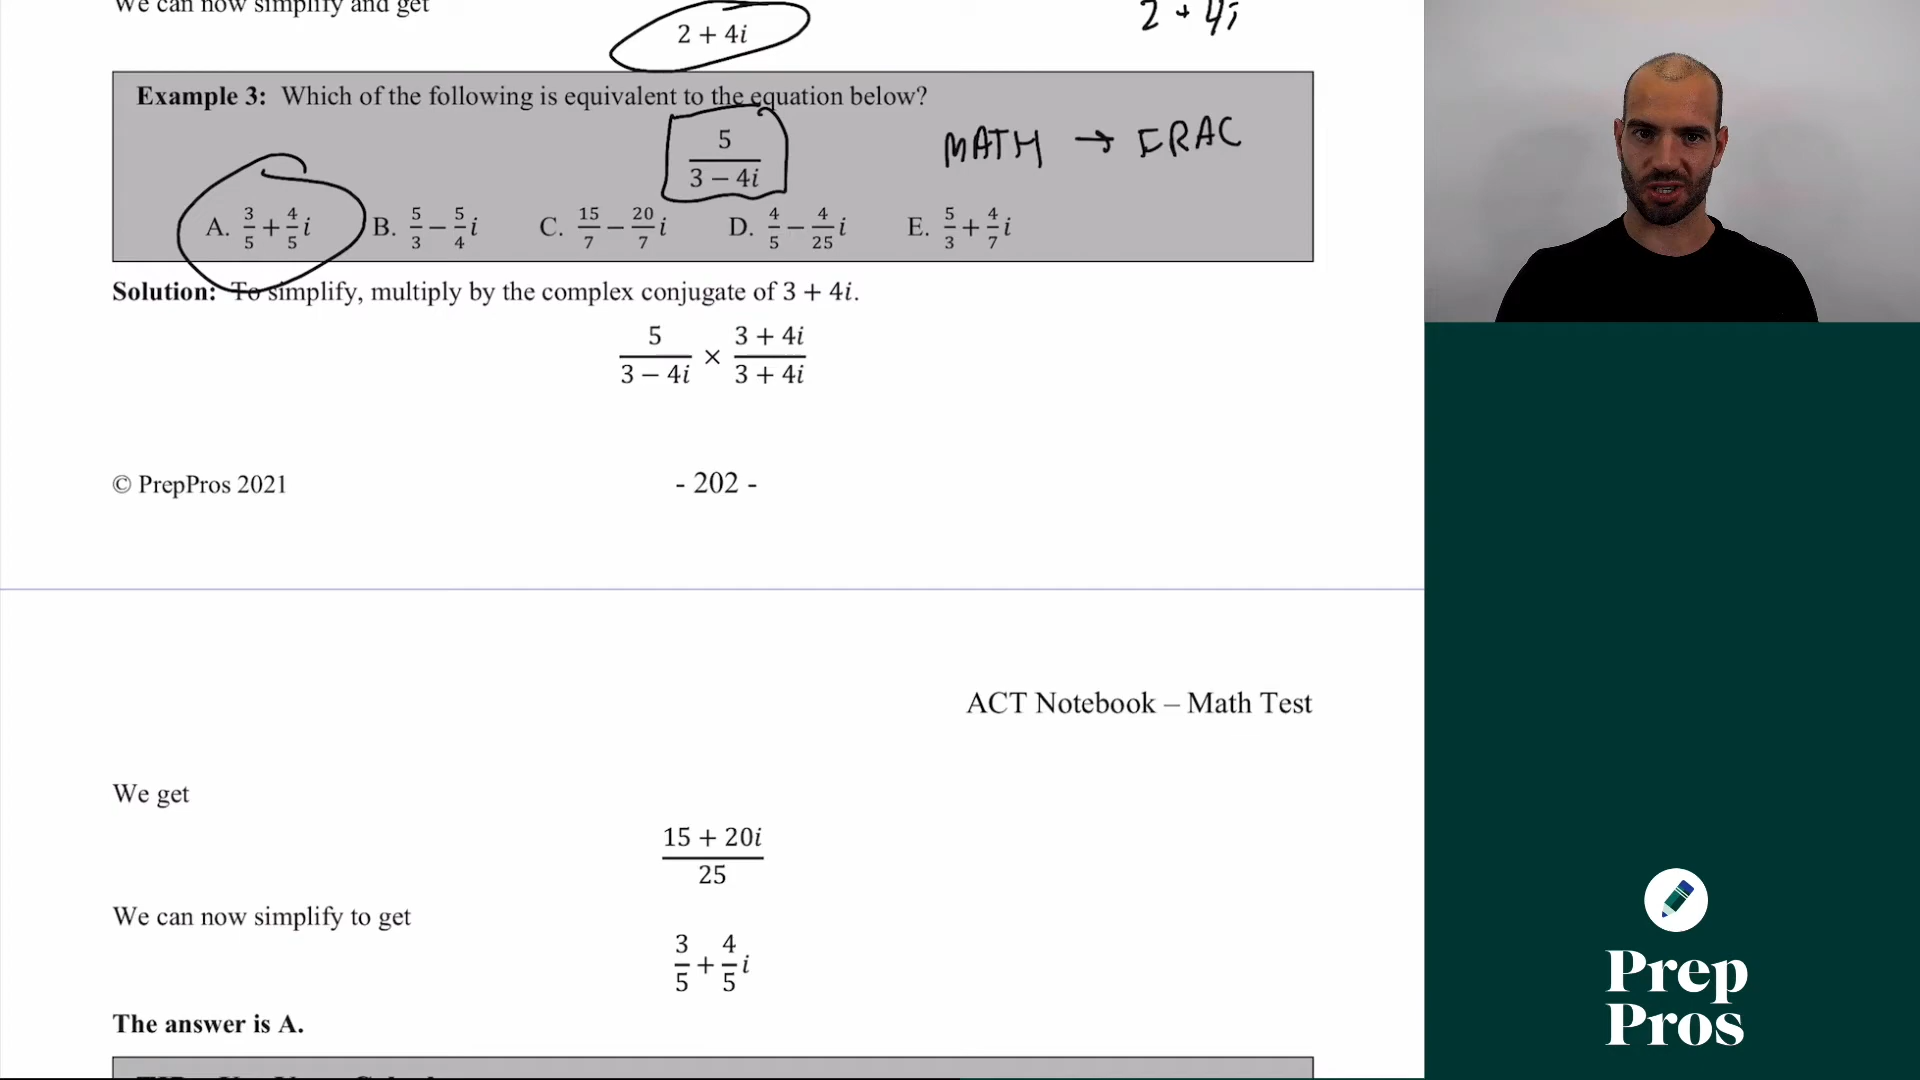 We can now simplify and get
2 + 4i
2 + 4i
Example 3: Which of the following is equivalent to the equation below?
5
3 − 4i
MATH → FRAC
A. 3/5 + 4/5 i B. 5/3 − 5/4 i C. 15/7 − 20/7 i D. 4/5 − 4/25 i E. 5/3 + 4/7 i
Solution: To simplify, multiply by the complex conjugate of 3 + 4i.
5/(3 − 4i) × (3 + 4i)/(3 + 4i)
© PrepPros 2021 - 202 -
ACT Notebook – Math Test
We get
15 + 20i
25
We can now simplify to get
3/5 + 4/5 i
The answer is A.
Prep
Pros